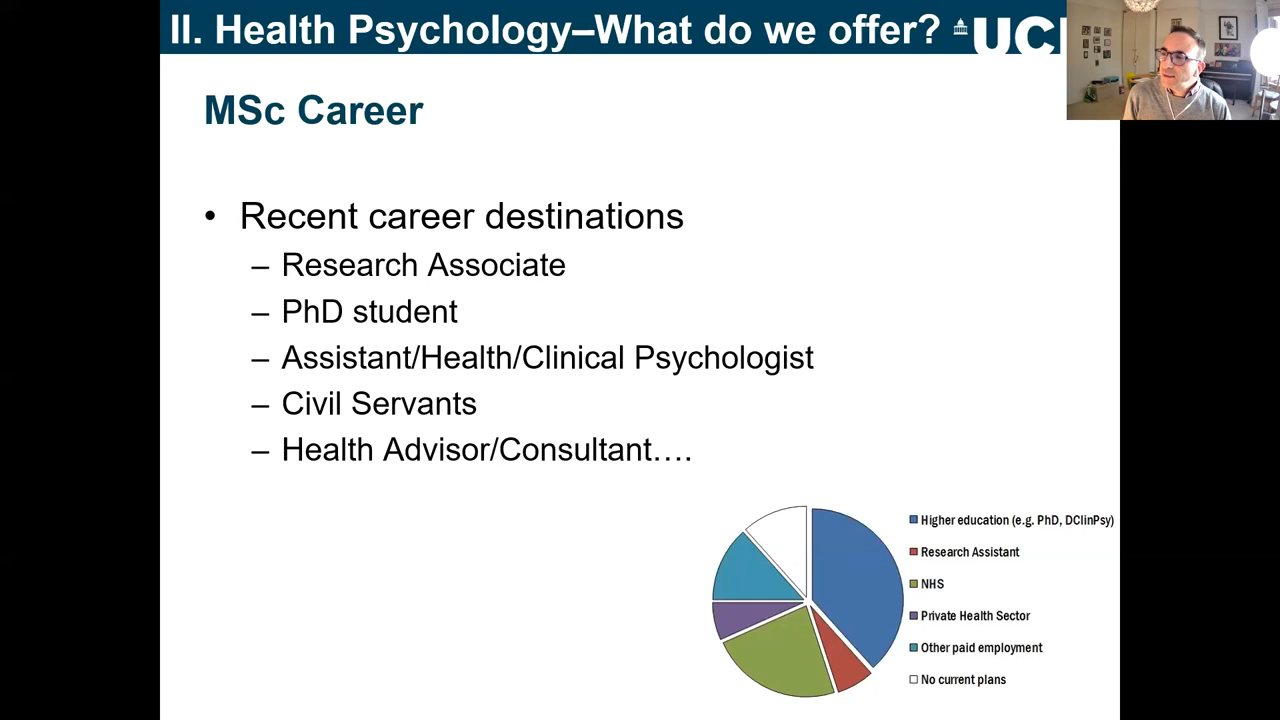 II. Health Psychology–What do we offer?
UCL
MSc Career
• Recent career destinations
– Research Associate
– PhD student
– Assistant/Health/Clinical Psychologist
– Civil Servants
– Health Advisor/Consultant….
Higher education (e.g. PhD, DClinPsy)
Research Assistant
NHS
Private Health Sector
Other paid employment
No current plans